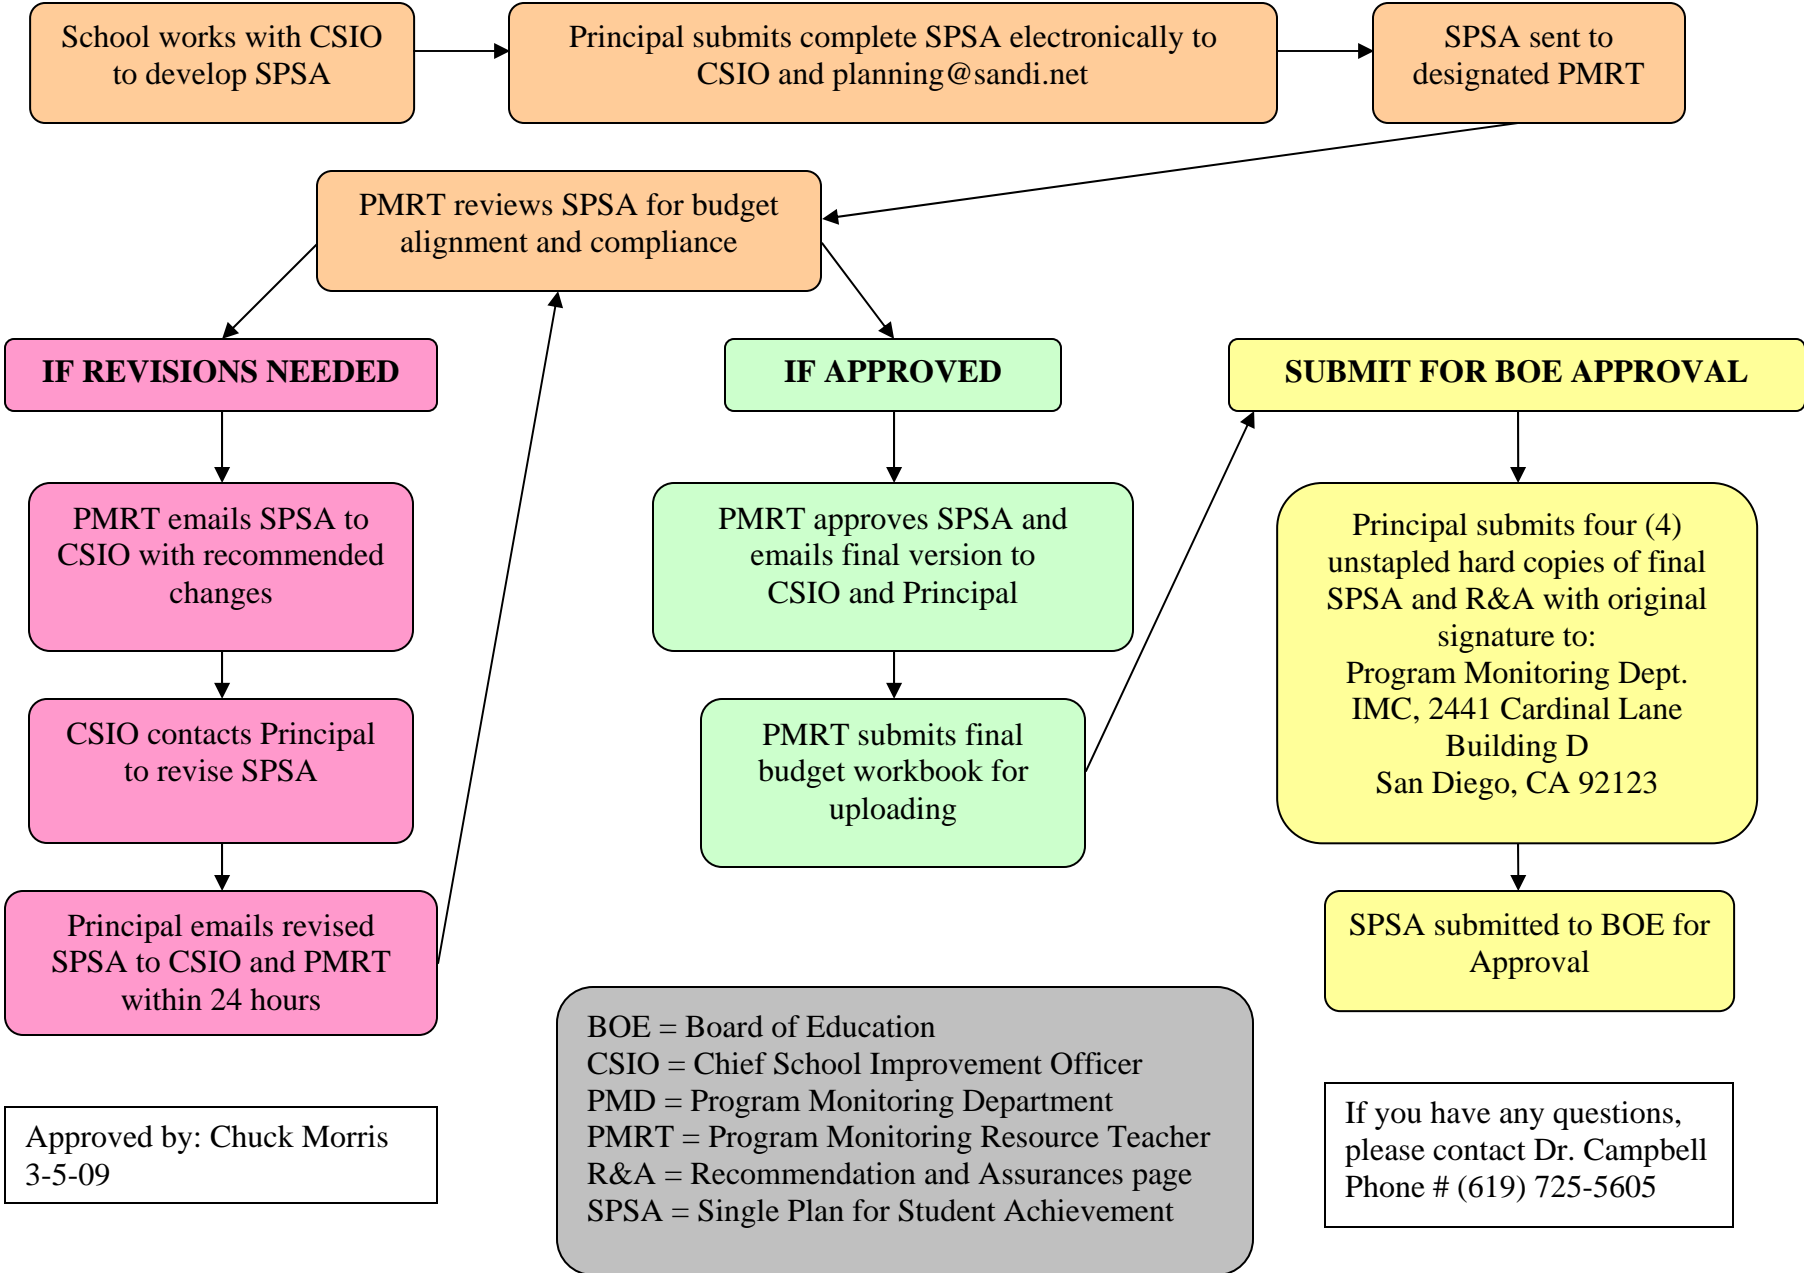 School works with CSIO
to develop SPSA
Principal submits complete SPSA electronically to
CSIO and planning@sandi.net
SPSA sent to
designated PMRT
PMRT reviews SPSA for budget
alignment and compliance
IF REVISIONS NEEDED
PMRT emails SPSA to
CSIO with recommended
changes
CSIO contacts Principal
to revise SPSA
Principal emails revised
SPSA to CSIO and PMRT
within 24 hours
IF APPROVED
PMRT approves SPSA and
emails final version to
CSIO and Principal
PMRT submits final
budget workbook for
uploading
SUBMIT FOR BOE APPROVAL
Principal submits four (4)
unstapled hard copies of final
SPSA and R&A with original
signature to:
Program Monitoring Dept.
IMC, 2441 Cardinal Lane
Building D
San Diego, CA 92123
SPSA submitted to BOE for
Approval
Approved by: Chuck Morris
3-5-09
BOE = Board of Education
CSIO = Chief School Improvement Officer
PMD = Program Monitoring Department
PMRT = Program Monitoring Resource Teacher
R&A = Recommendation and Assurances page
SPSA = Single Plan for Student Achievement
If you have any questions,
please contact Dr. Campbell
Phone # (619) 725-5605